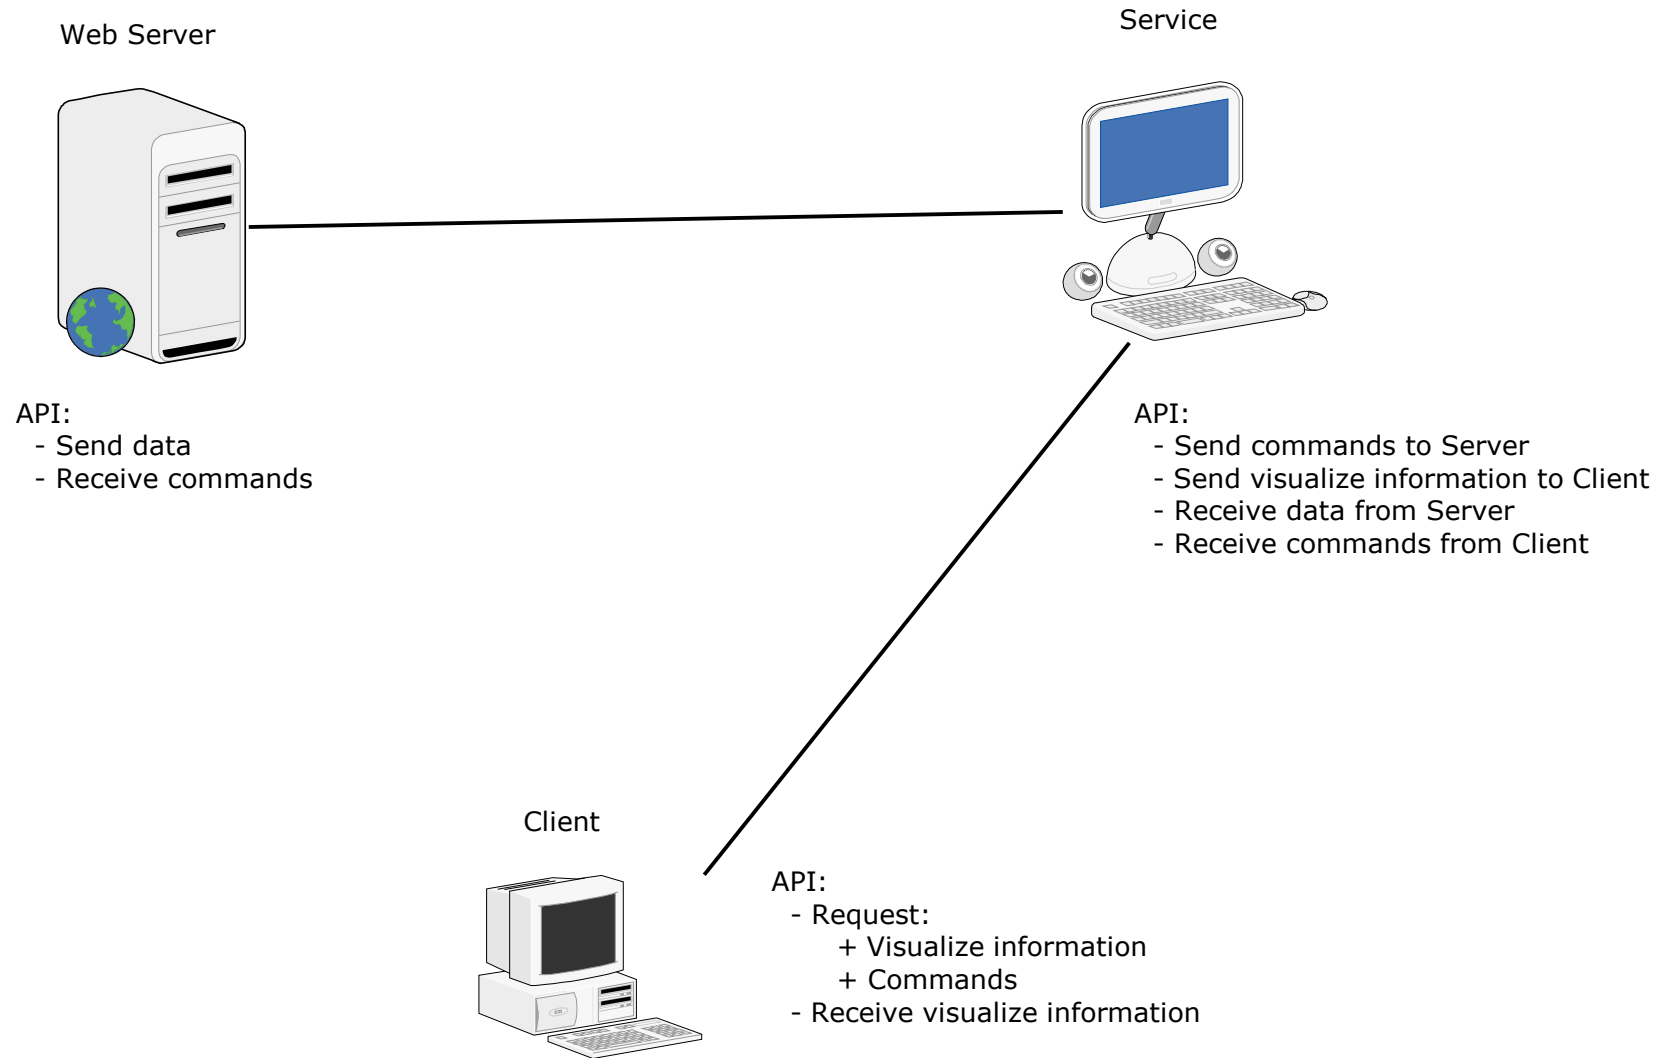 Web Server
Service
API:
- Send data
- Receive commands
API:
- Send commands to Server
- Send visualize information to Client
- Receive data from Server
- Receive commands from Client
Client
API:
- Request:
+ Visualize information
+ Commands
- Receive visualize information